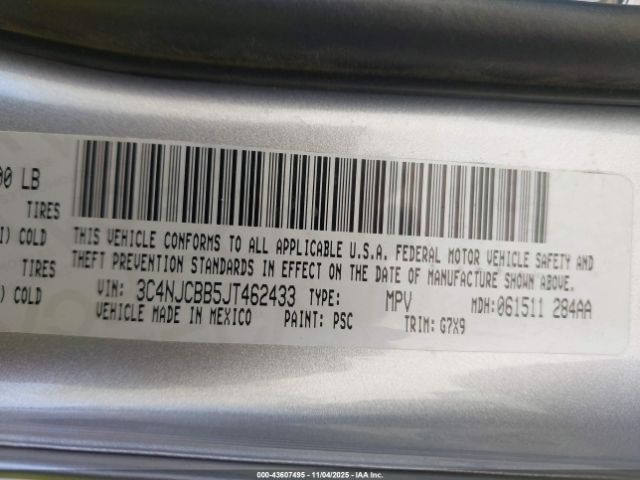 00 LB
TIRES
I) COLD
TIRES
) COLD
THIS VEHICLE CONFORMS TO ALL APPLICABLE U.S.A. FEDERAL MOTOR VEHICLE SAFETY AND
THEFT PREVENTION STANDARDS IN EFFECT ON THE DATE OF MANUFACTURE SHOWN ABOVE.
VIN: 3C4NJCBB5JT462433 TYPE: MPV MDH:061511 284AA
VEHICLE MADE IN MEXICO PAINT: PSC TRIM: G7X9
000-43607495 - 11/04/2025 - IAA Inc.